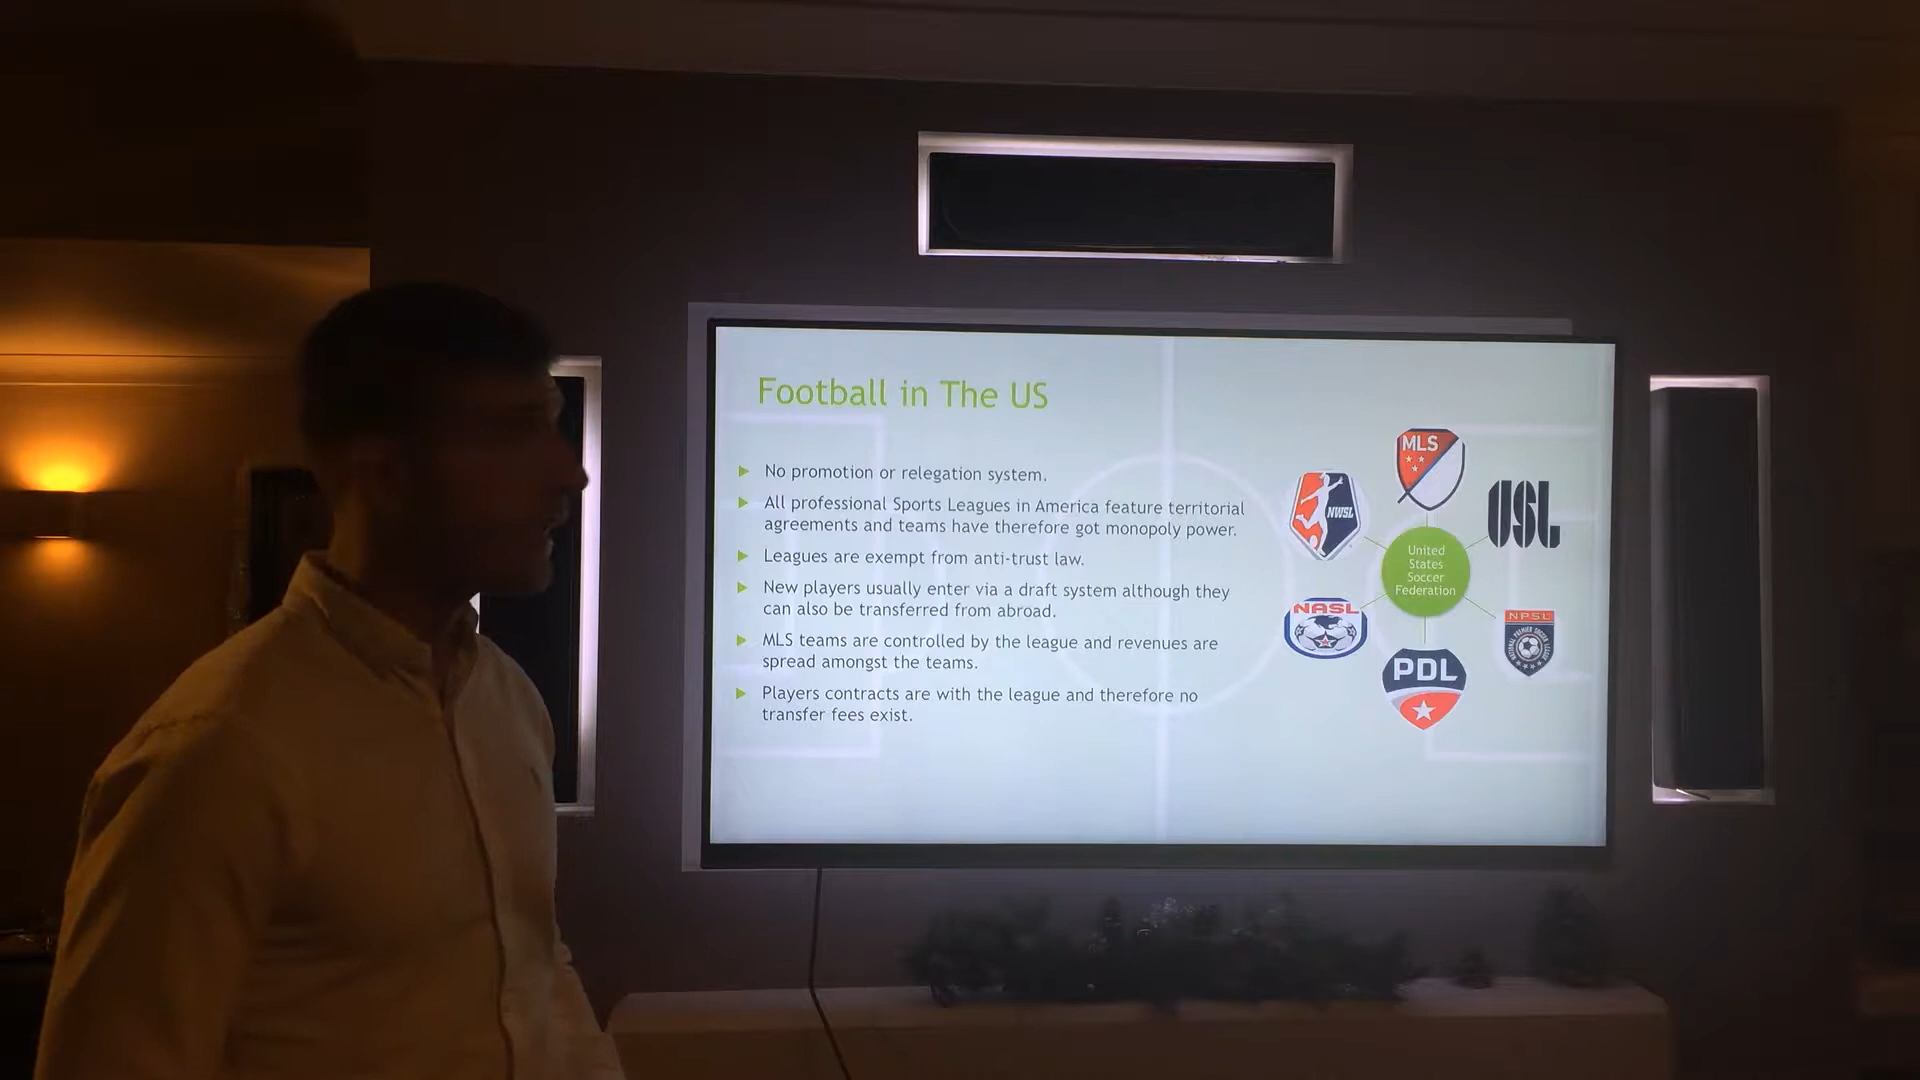 Football in The US
No promotion or relegation system.
All professional Sports Leagues in America feature territorial
agreements and teams have therefore got monopoly power.
Leagues are exempt from anti-trust law.
New players usually enter via a draft system although they
can also be transferred from abroad.
MLS teams are controlled by the league and revenues are
spread amongst the teams.
Players contracts are with the league and therefore no
transfer fees exist.
MLS
NWSL
USL
United
States
Soccer
Federation
NASL
NPSL
NATIONAL PREMIER SOCCER LEAGUE
PDL